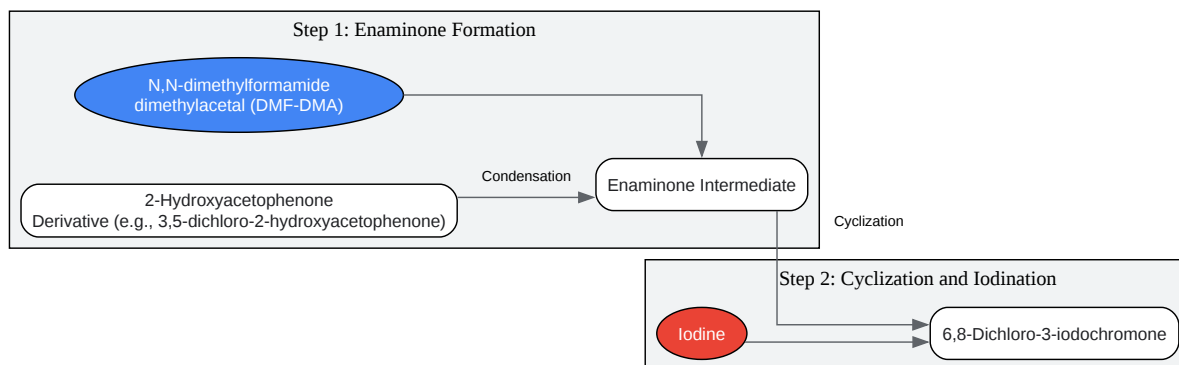 Step 1: Enaminone Formation
N,N-dimethylformamide
dimethylacetal (DMF-DMA)
Condensation
Enaminone Intermediate
2-Hydroxyacetophenone
Derivative (e.g., 3,5-dichloro-2-hydroxyacetophenone)
Cyclization
Step 2: Cyclization and Iodination
Iodine
6,8-Dichloro-3-iodochromone